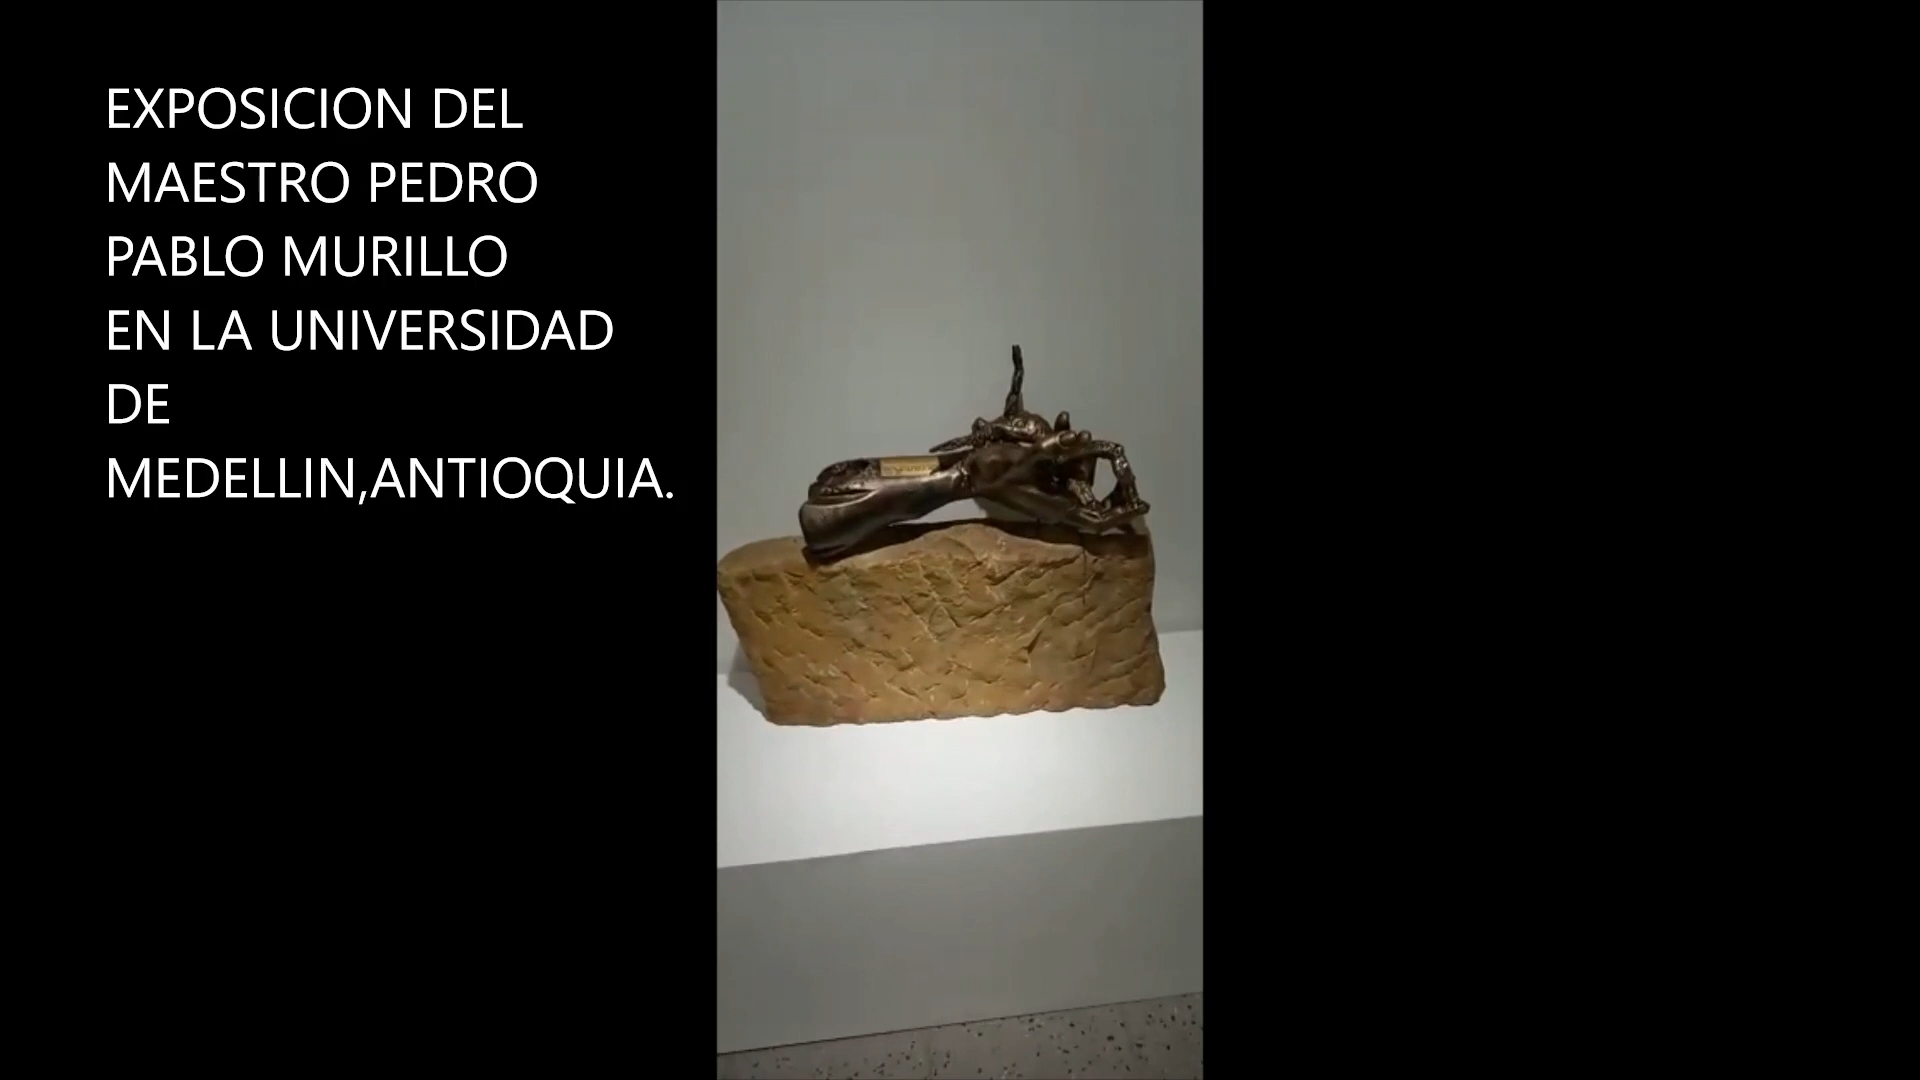 EXPOSICION DEL
MAESTRO PEDRO
PABLO MURILLO
EN LA UNIVERSIDAD
DE
MEDELLIN,ANTIOQUIA.